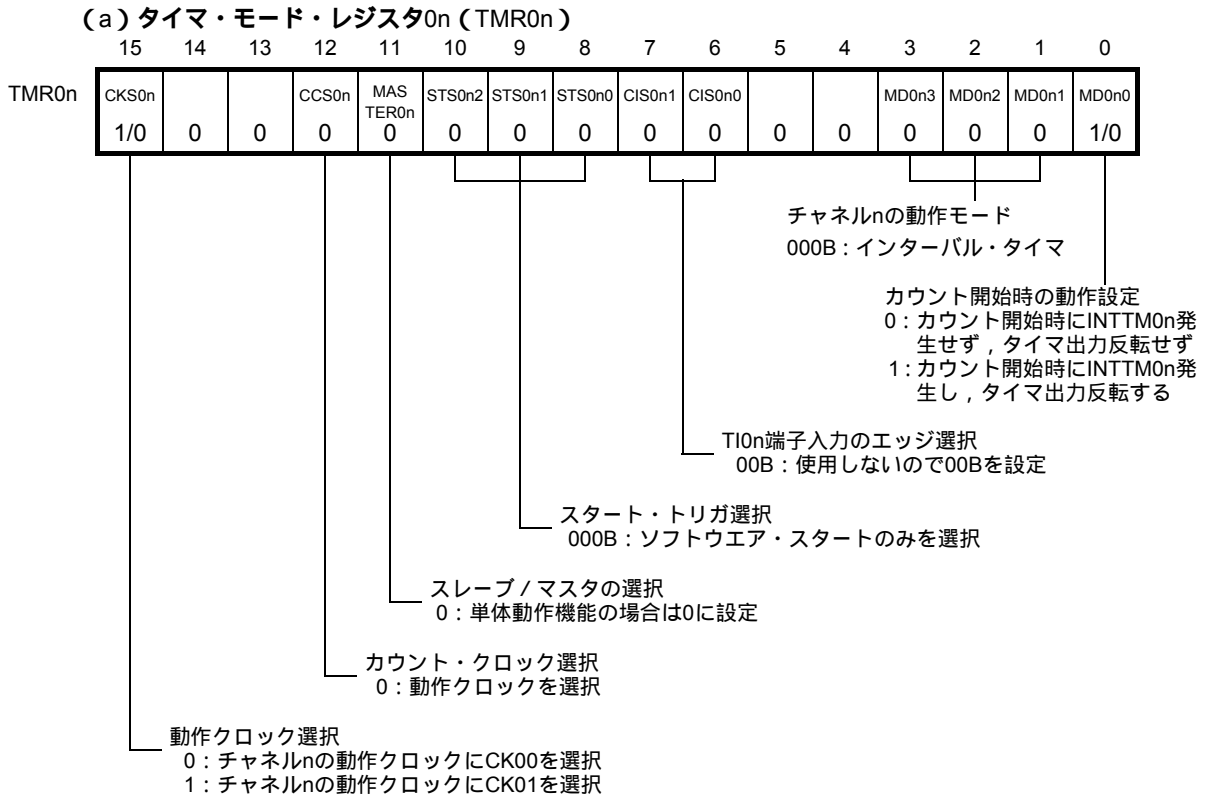 （a）タイマ・モード・レジスタ0n（TMR0n）
15 14 13 12 11 10 9 8 7 6 5 4 3 2 1 0
TMR0n
CKS0n CCS0n MAS TER0n STS0n2 STS0n1 STS0n0 CIS0n1 CIS0n0 MD0n3 MD0n2 MD0n1 MD0n0
1/0 0 0 0 0 0 0 0 0 0 0 0 0 0 0 1/0
チャネルnの動作モード
000B：インターバル・タイマ
カウント開始時の動作設定
0：カウント開始時にINTTM0n発
生せず，タイマ出力反転せず
1：カウント開始時にINTTM0n発
生し，タイマ出力反転する
TI0n端子入力のエッジ選択
00B：使用しないので00Bを設定
スタート・トリガ選択
000B：ソフトウエア・スタートのみを選択
スレーブ／マスタの選択
0：単体動作機能の場合は0に設定
カウント・クロック選択
0：動作クロックを選択
動作クロック選択
0：チャネルnの動作クロックにCK00を選択
1：チャネルnの動作クロックにCK01を選択